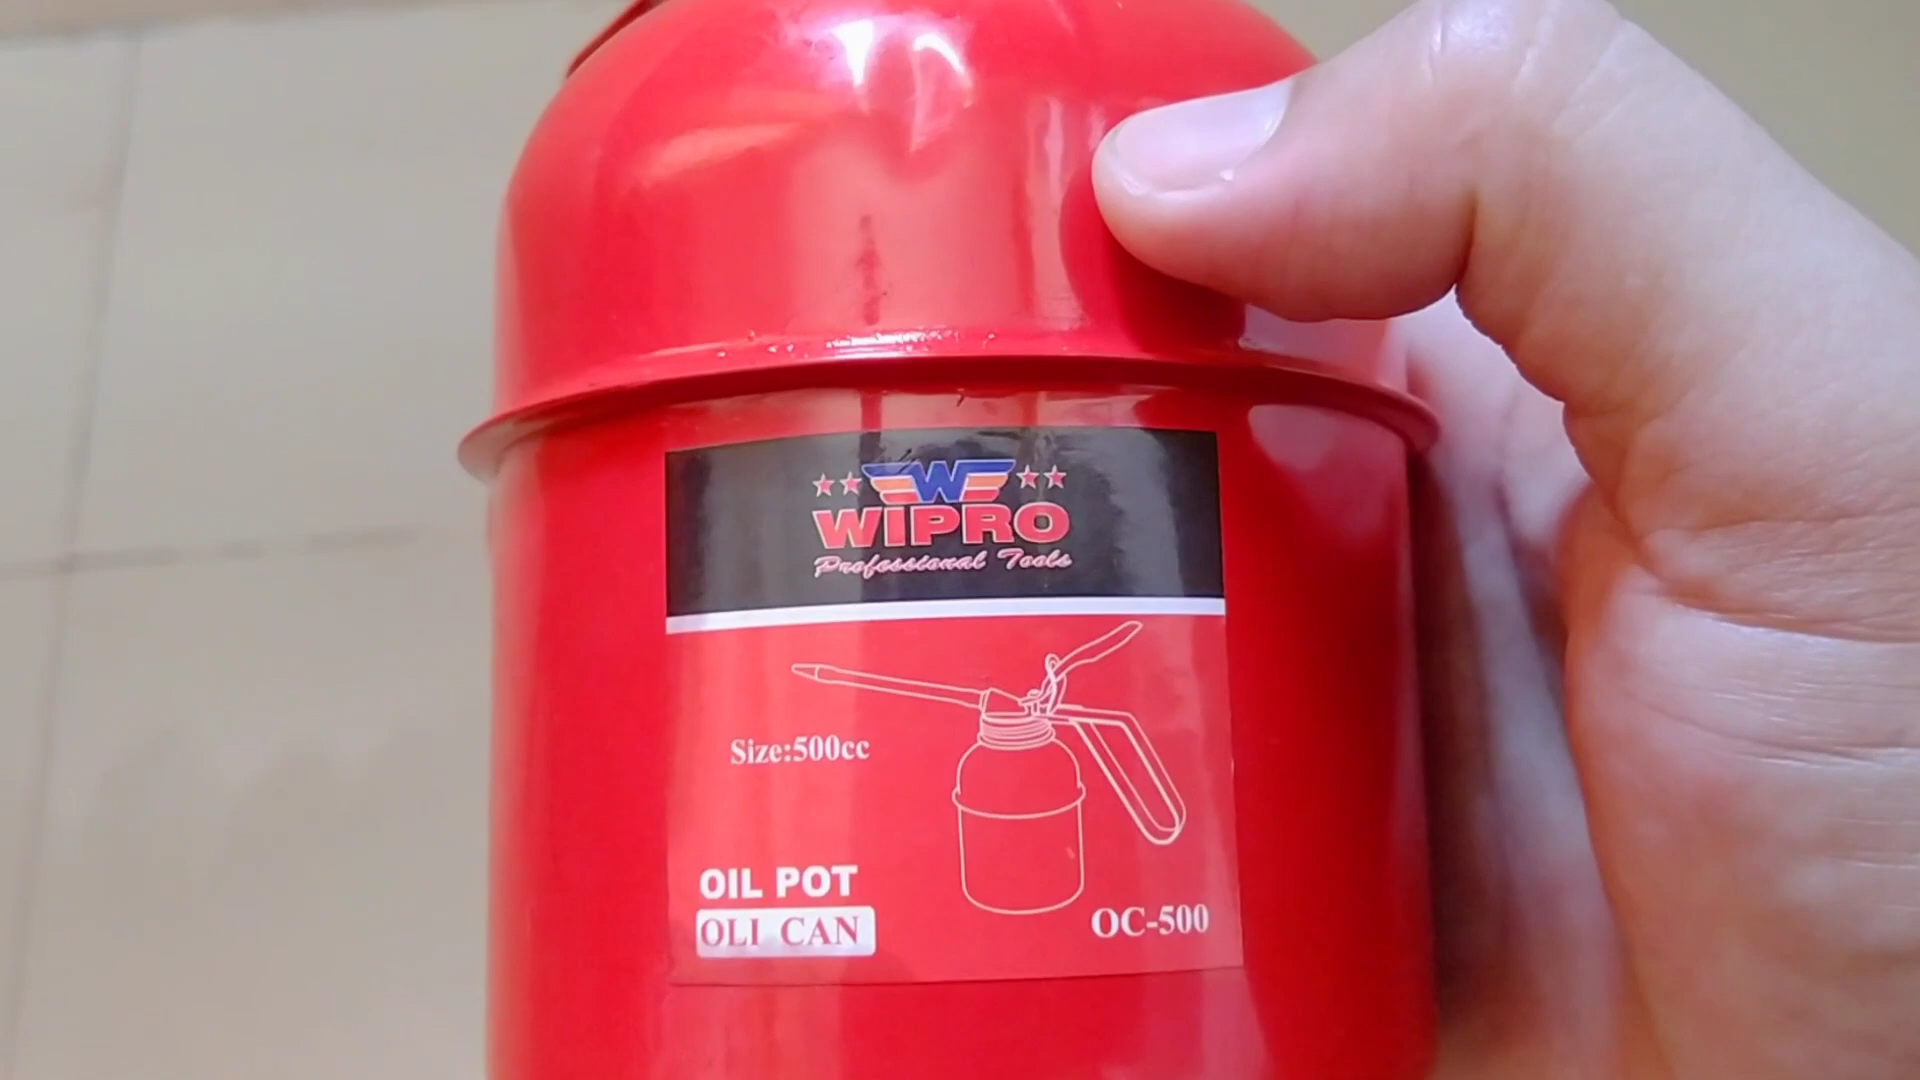 W
WIPRO
Professional Tools
Size:500cc
OIL POT
OLI CAN
OC-500